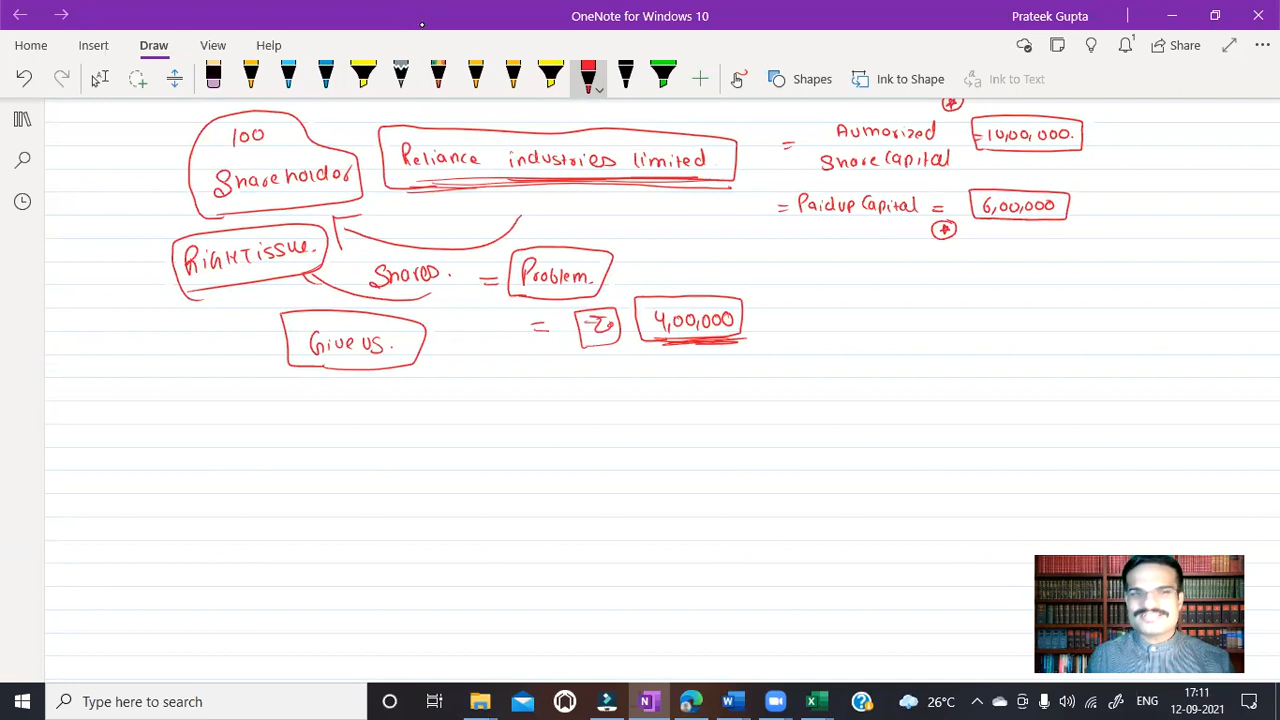 OneNote for Windows 10
Prateek Gupta
Home Insert Draw View Help
Share
Shapes
Ink to Shape
Ink to Text
100
Shareholdor
Reliance industries limited
= Authorized = 10,00,000.
Share Capital
= Paidup Capital = 6,00,000
Right issue.
Shares. = Problem.
= 4,00,000
Give us.
Type here to search
26°C
ENG
17:11
12-09-2021